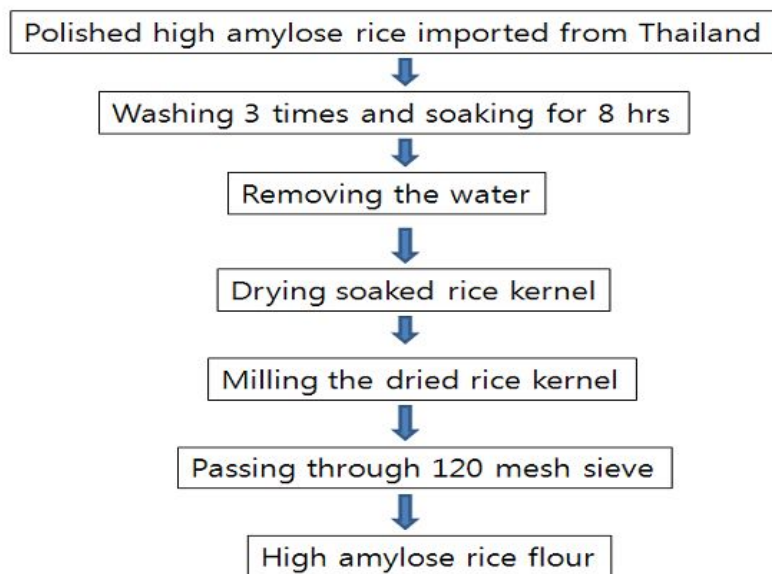 Polished high amylose rice imported from Thailand
Washing 3 times and soaking for 8 hrs
Removing the water
Drying soaked rice kernel
Milling the dried rice kernel
Passing through 120 mesh sieve
High amylose rice flour